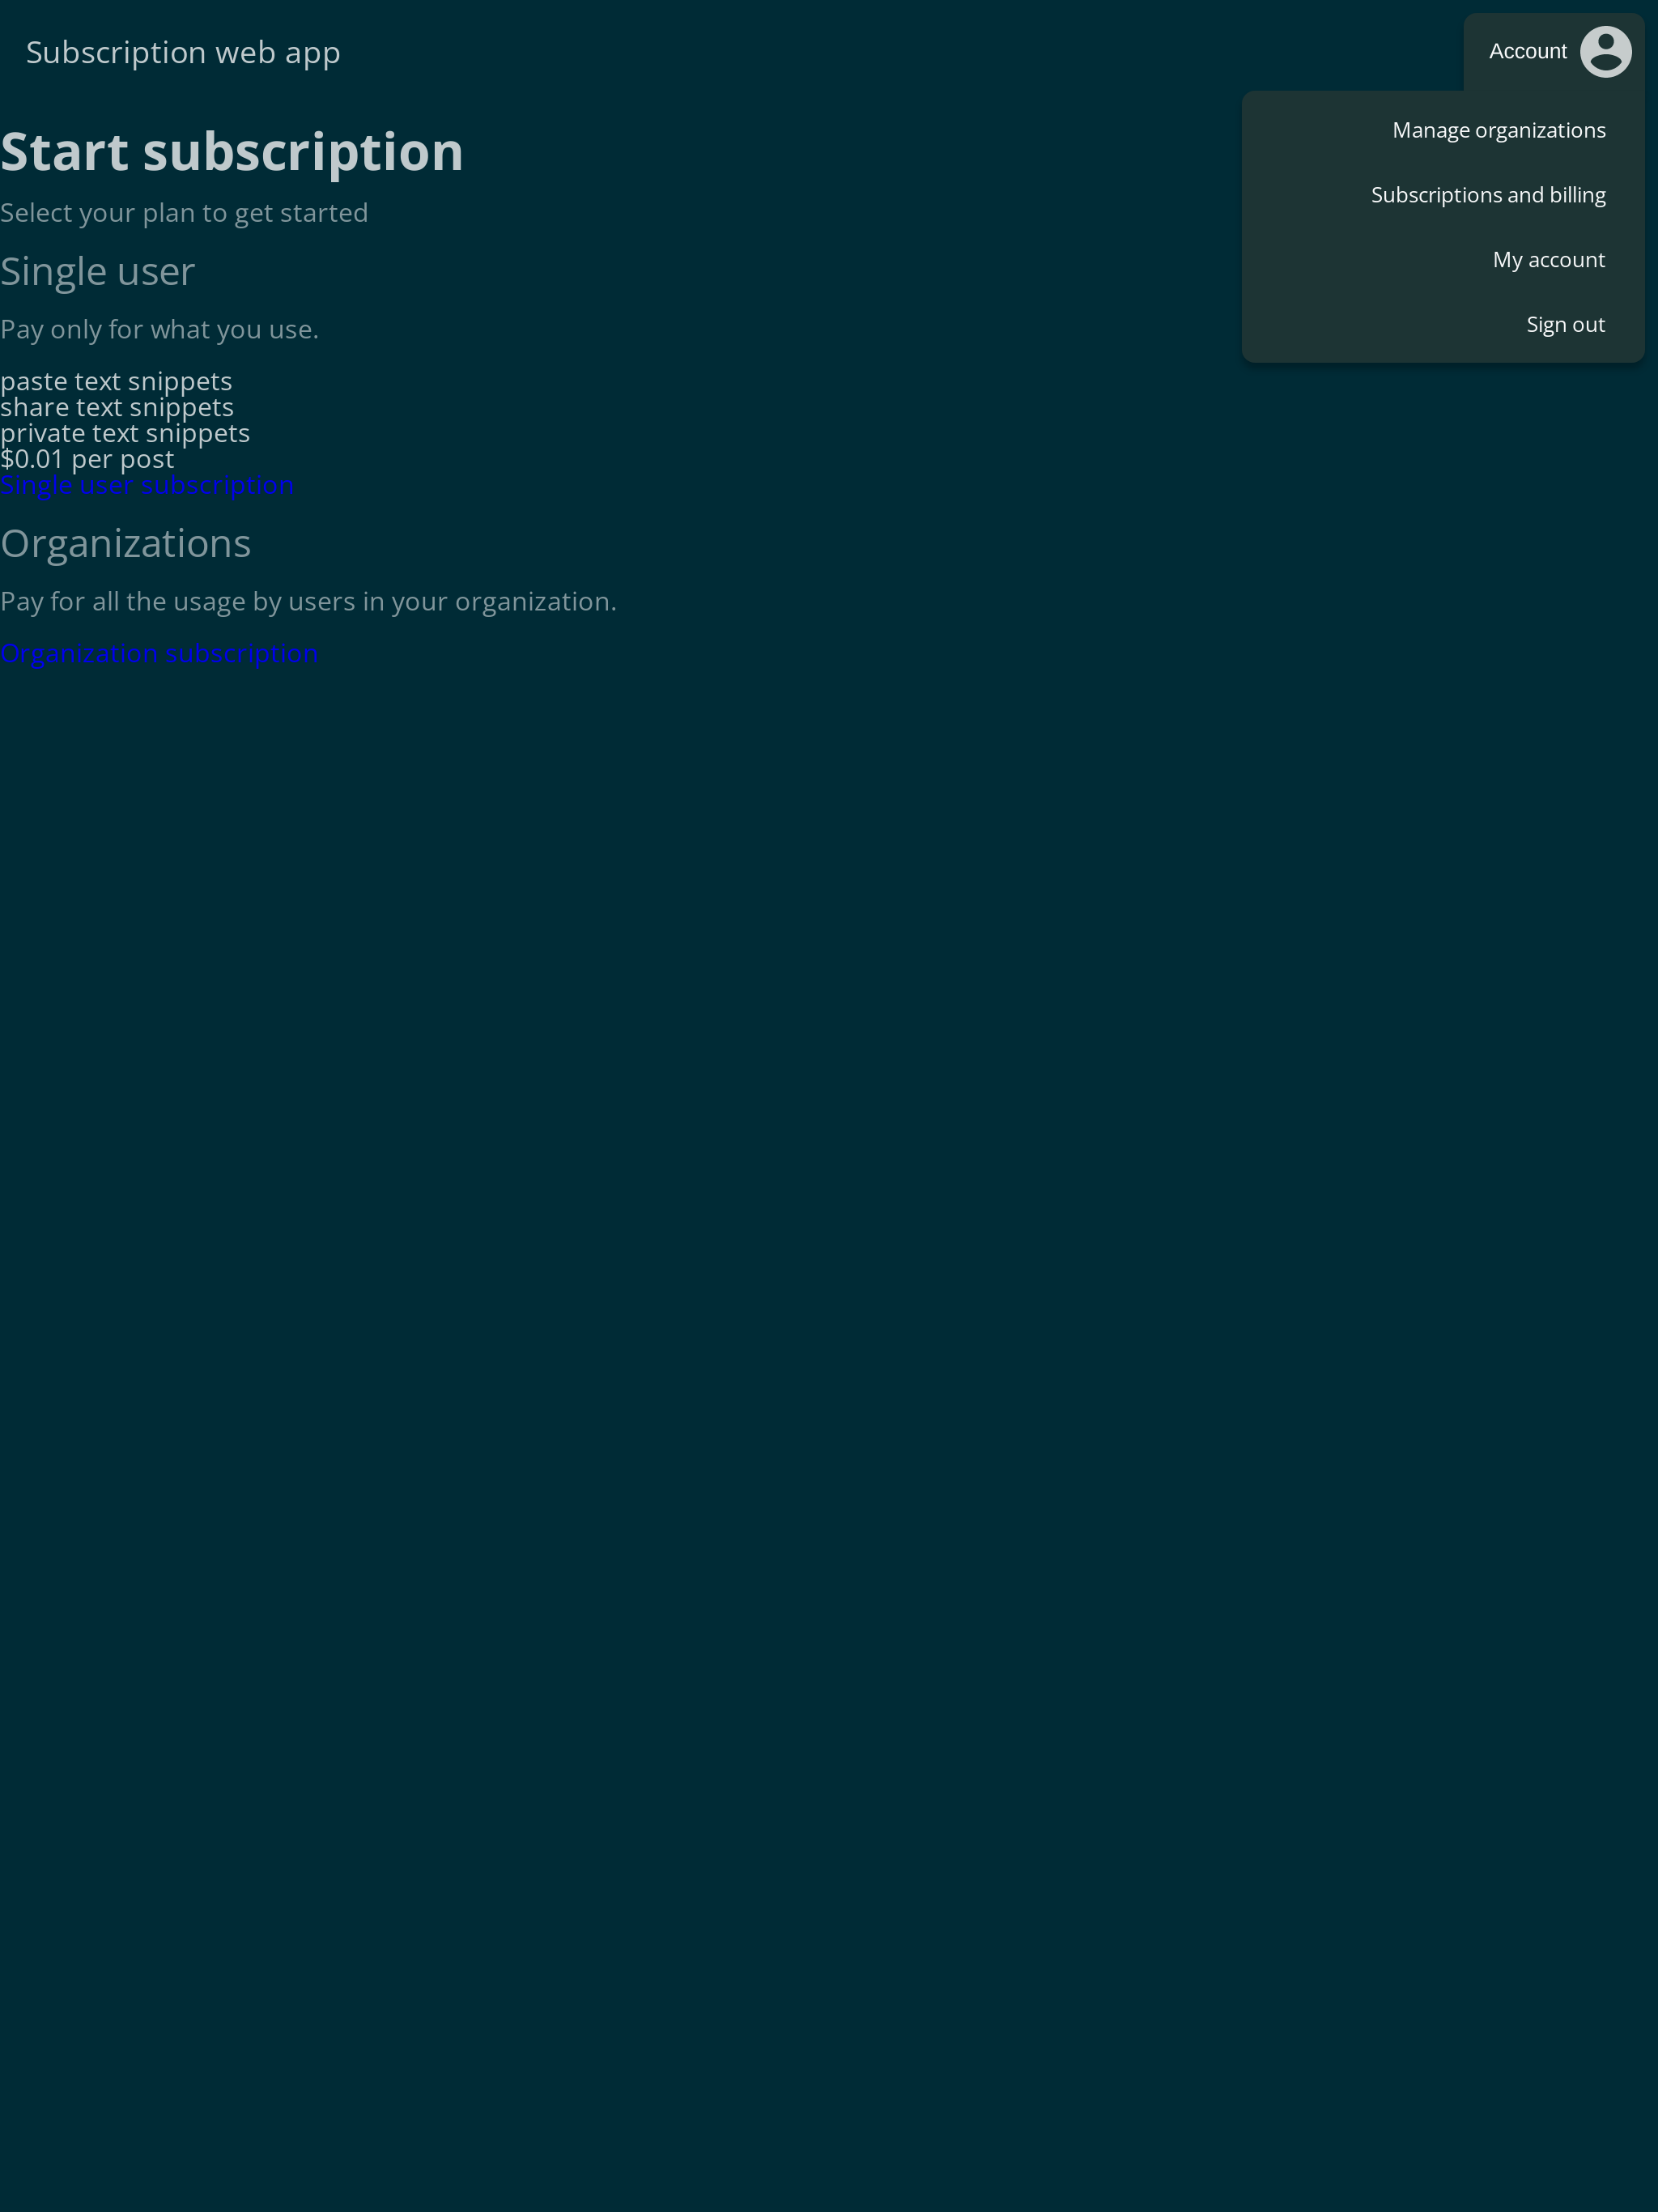 Subscription web app
Account
Manage organizations
Subscriptions and billing
My account
Sign out
Start subscription
Select your plan to get started
Single user
Pay only for what you use.
paste text snippets
share text snippets
private text snippets
$0.01 per post
Single user subscription
Organizations
Pay for all the usage by users in your organization.
Organization subscription